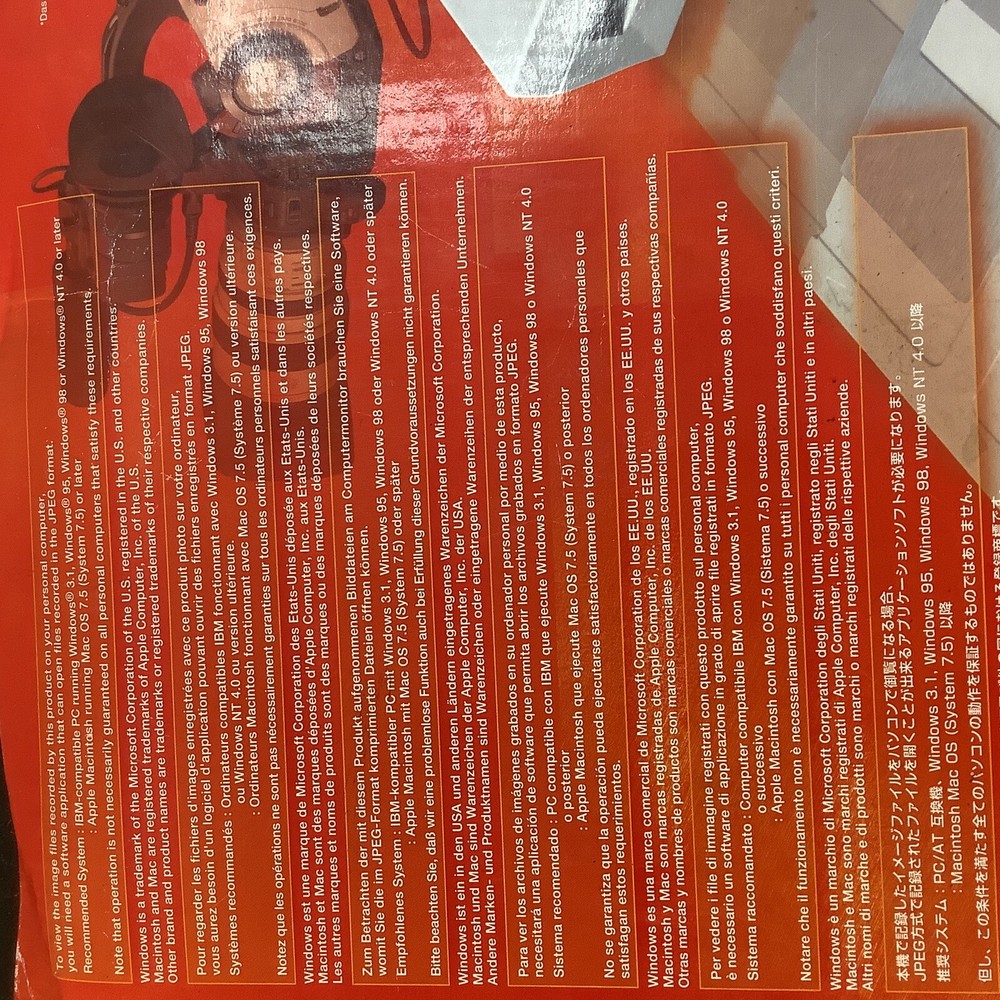 *Das
To view the image files recorded by this product on your personal computer,
you will need a software application that can open files recorded in the JPEG format.
Recommended System : IBM-compatible PC running Windows® 3.1, Windows® 95, Windows® 98 or Windows® NT 4.0 or later
: Apple Macintosh running Mac OS 7.5 (System 7.5) or later
Note that operation is not necessarily guaranteed on all personal computers that satisfy these requirements.
Windows is a trademark of the Microsoft Corporation of the U.S. registered in the U.S. and other countries.
Macintosh and Mac are registered trademarks of Apple Computer, Inc. of the U.S.
Other brand and product names are trademarks or registered trademarks of their respective companies.
Pour regarder les fichiers d'images enregistrées avec ce produit photo sur votre ordinateur,
vous aurez besoin d'un logiciel d'application pouvant ouvrir des fichiers enregistrés en format JPEG.
Système recommandés : Ordinateurs compatibles IBM fonctionnant avec Windows 3.1, Windows 95, Windows 98
ou Windows NT 4.0 ou version ultérieure.
: Ordinateurs Macintosh fonctionnant avec Mac OS 7.5 (Système 7.5) ou version ultérieure.
Notez que les opérations ne sont pas nécessairement garanties sur tous les ordinateurs personnels satisfaisant ces exigences.
Windows est une marque de Microsoft Corporation des Etats-Unis déposée aux Etats-Unis et dans les autres pays.
Macintosh et Mac sont des marques déposées d'Apple Computer, Inc. aux Etats-Unis.
Les autres marques et noms de produits sont des marques ou des marques déposées de leurs sociétés respectives.
Zum Betrachten der mit diesem Produkt aufgenommenen Bilddateien am Computermonitor brauchen Sie eine Software,
womit Sie die im JPEG-Format komprimierten Dateien öffnen können.
Empfohlenes System : IBM-kompatibler PC mit Windows 3.1, Windows 95, Windows 98 oder Windows NT 4.0 oder später
: Apple Macintosh mit Mac OS 7.5 (System 7.5) oder später
Bitte beachten Sie, daß wir eine problemlose Funktion auch bei Erfüllung dieser Grundvoraussetzungen nicht garantieren können.
Windows ist ein in den USA und anderen Ländern eingetragenes Warenzeichen der Microsoft Corporation.
Macintosh und Mac sind Warenzeichen der Apple Computer, Inc. der USA.
Andere Marken- und Produktnamen sind Warenzeichen oder eingetragene Warenzeihen der entsprechenden Unternehmen.
Para ver los archivos de imágenes grabados en su ordenador personal por medio de este producto,
necesitará una aplicación de software que permita abrir los archivos grabados en formato JPEG.
Sistema recomendado : PC compatible con IBM que ejecute Windows 3.1, Windows 95, Windows 98 o Windows NT 4.0
o posterior
: Apple Macintosh que ejecute Mac OS 7.5 (System 7.5) o posterior
No se garantiza que la operación pueda ejecutarse satisfactoriamente en todos los ordenadores personales que
satisfagan estos requerimientos.
Windows es una marca comercial de Microsoft Corporation de los EE.UU., registrado en los EE.UU. y otros países.
Macintosh y Mac son marcas registradas de Apple Computer, Inc. de los EE.UU.
Otras marcas y nombres de productos son marcas comerciales o marcas comerciales registradas de sus respectivas compañías.
Per vedere i file di immagine registrati con questo prodotto sul personal computer,
è necessario un software di applicazione in grado di aprire file registrati in formato JPEG.
Sistema raccomandato : Computer compatibile IBM con Windows 3.1, Windows 95, Windows 98 o Windows NT 4.0
o successivo
: Apple Macintosh con Mac OS 7.5 (Sistema 7.5) o successivo
Notare che il funzionamento non è necessariamente garantito su tutti i personal computer che soddisfano questi criteri.
Windows è un marchio di Microsoft Corporation degli Stati Uniti, registrato negli Stati Uniti e in altri paesi.
Macintosh e Mac sono marchi registrati di Apple Computer, Inc. degli Stati Uniti.
Altri nomi di marche e di prodotti sono marchi o marchi registrati delle rispettive aziende.
本機で記録したイメージファイルをパソコンで御覧になる場合、
JPEG方式で記録されたファイルを開くことが出来るアプリケーションソフトが必要になります。
推奨システム : PC/AT 互換機、Windows 3.1, Windows 95, Windows 98, Windows NT 4.0 以降
: Macintosh Mac OS (System 7.5) 以降
但し、この条件を満たす全てのパソコンの動作を保証するものではありません。